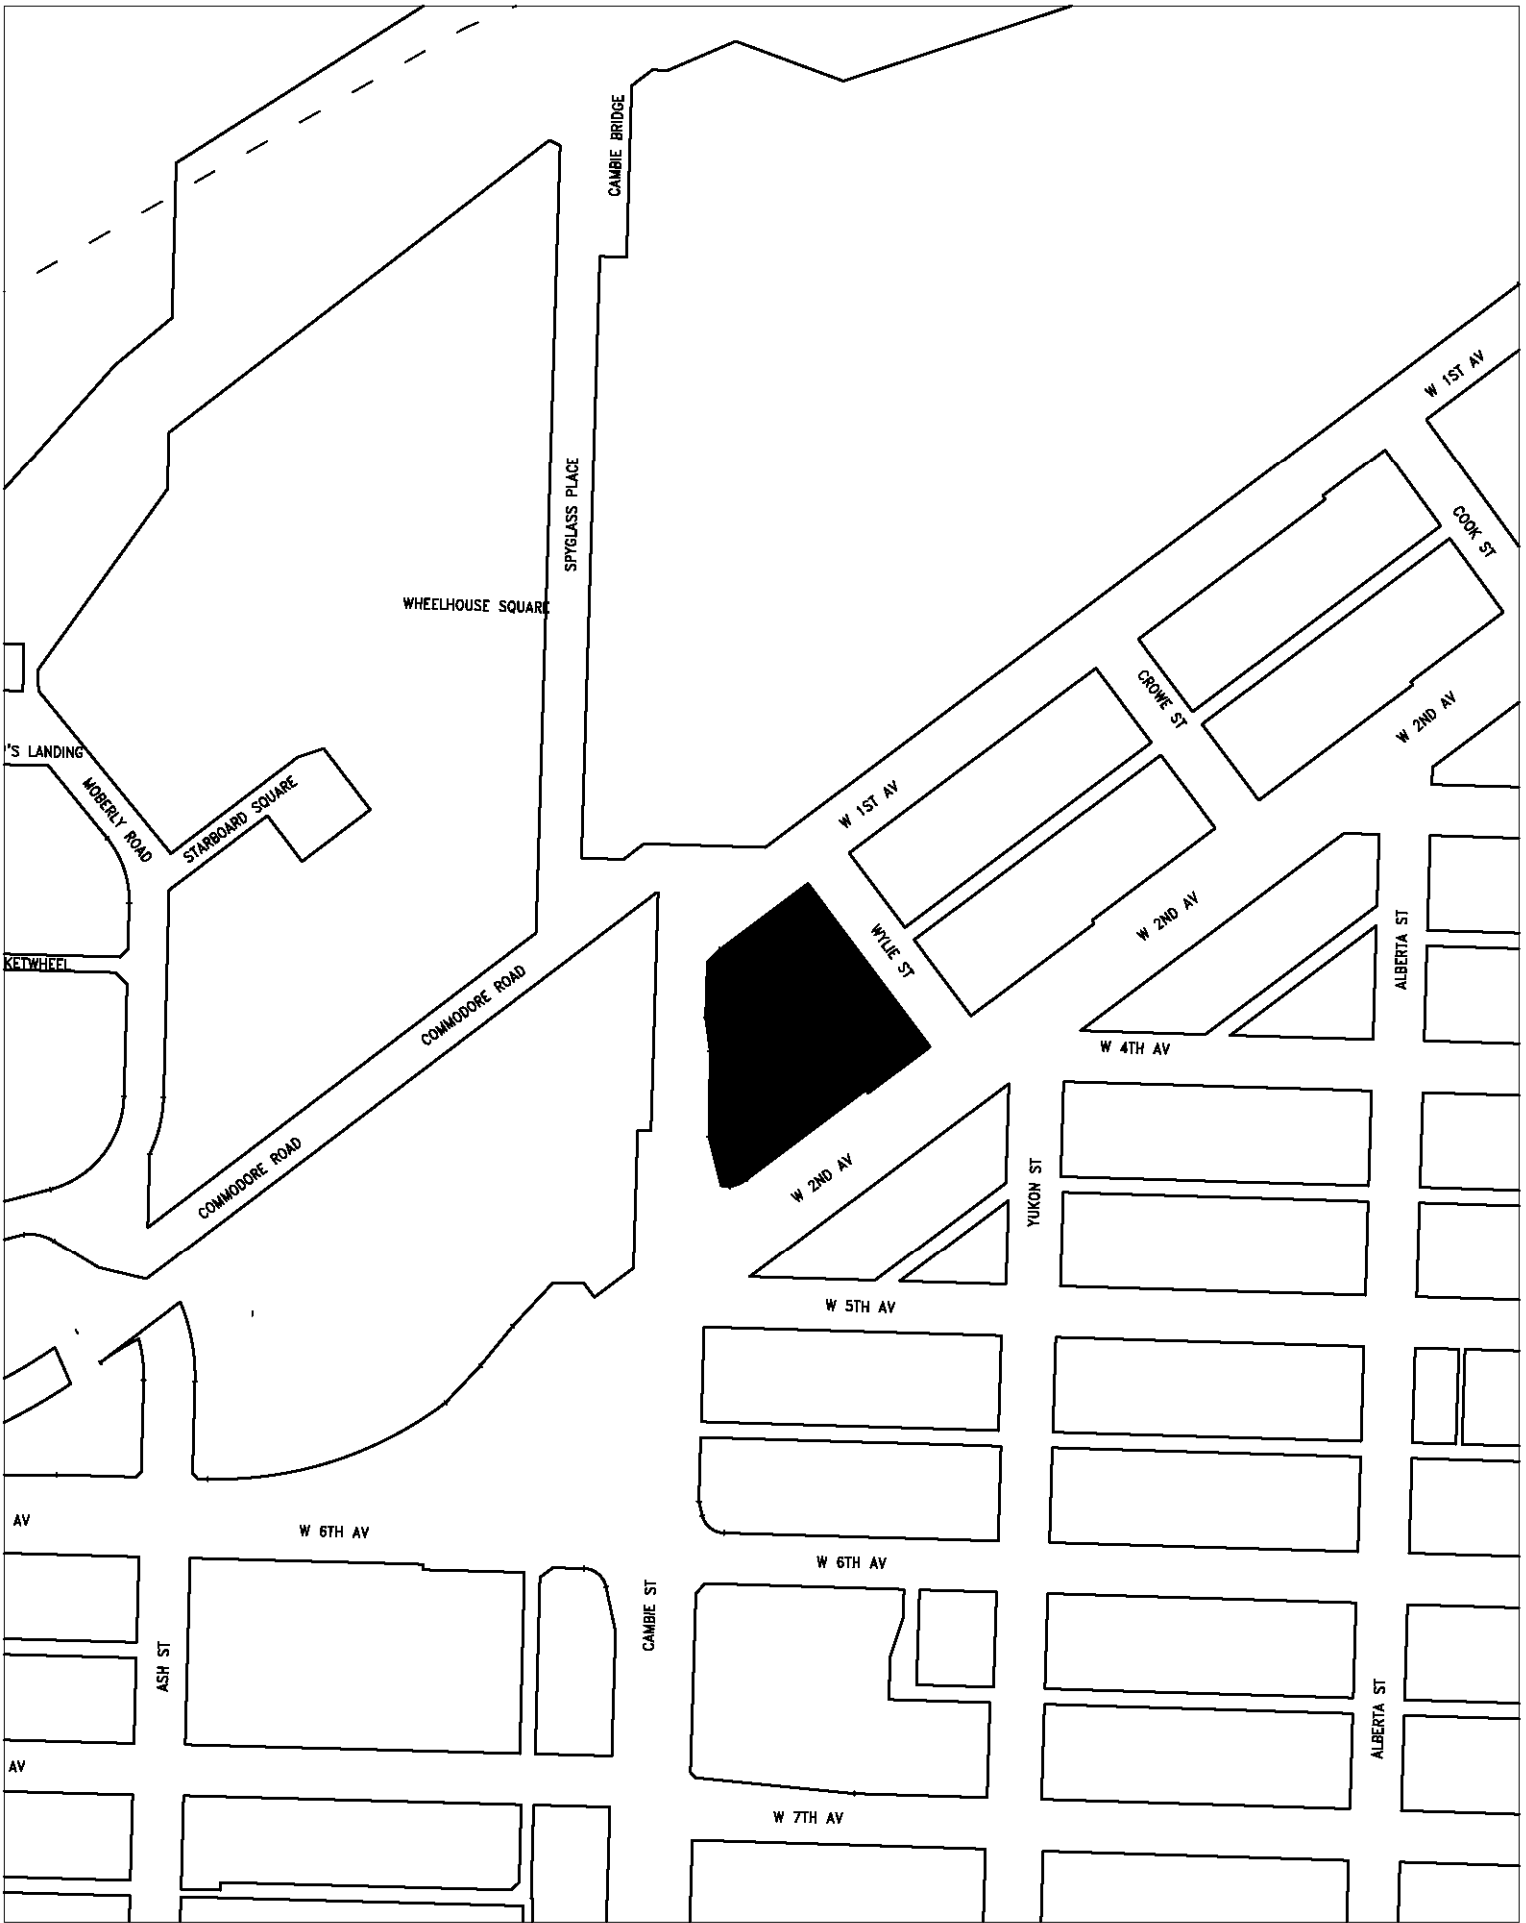 CAMBIE BRIDGE
W 1ST AV
SPYGLASS PLACE
COOK ST
WHEELHOUSE SQUARE
CROWE ST
W 2ND AV
'S LANDING
MOBERLY ROAD
STARBOARD SQUARE
W 1ST AV
W 2ND AV
WYLIE ST
ALBERTA ST
KETWHEEL
COMMODORE ROAD
W 4TH AV
COMMODORE ROAD
W 2ND AV
YUKON ST
W 5TH AV
AV
W 6TH AV
W 6TH AV
CAMBIE ST
ASH ST
ALBERTA ST
AV
W 7TH AV